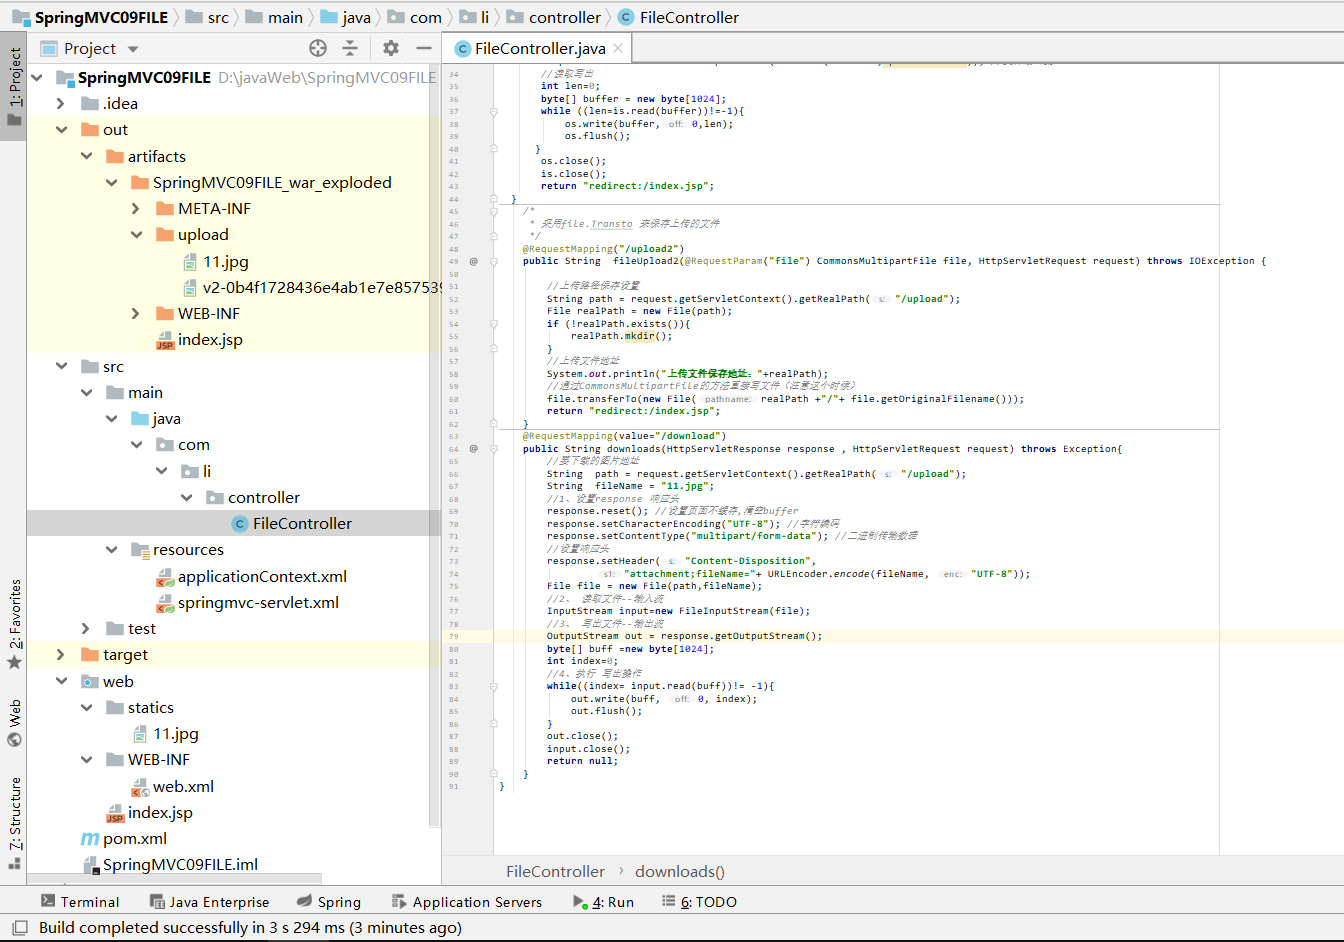 SpringMVC09FILE src main java com li controller FileController
1: Project
2: Favorites
Web
7: Structure
Project
SpringMVC09FILE D:\javaWeb\SpringMVC09FILE
.idea
out
artifacts
SpringMVC09FILE_war_exploded
META-INF
upload
11.jpg
v2-0b4f1728436e4ab1e7e857539
WEB-INF
index.jsp
src
main
java
com
li
controller
FileController
resources
applicationContext.xml
springmvc-servlet.xml
test
target
web
statics
11.jpg
WEB-INF
web.xml
index.jsp
pom.xml
SpringMVC09FILE.iml
FileController.java
34 //读取写出
35 int len=0;
36 byte[] buffer = new byte[1024];
37 while ((len=is.read(buffer))!=-1){
38 os.write(buffer, off: 0,len);
39 os.flush();
40 }
41 os.close();
42 is.close();
43 return "redirect:/index.jsp";
44 }
45 /*
46 * 采用file.Transto 来保存上传的文件
47 */
48 @RequestMapping("/upload2")
49 public String fileUpload2(@RequestParam("file") CommonsMultipartFile file, HttpServletRequest request) throws IOException {
50
51 //上传路径保存设置
52 String path = request.getServletContext().getRealPath( s: "/upload");
53 File realPath = new File(path);
54 if (!realPath.exists()){
55 realPath.mkdir();
56 }
57 //上传文件地址
58 System.out.println("上传文件保存地址："+realPath);
59 //通过CommonsMultipartFile的方法直接写文件（注意这个时候）
60 file.transferTo(new File( pathname: realPath +"/"+ file.getOriginalFilename()));
61 return "redirect:/index.jsp";
62 }
63 @RequestMapping(value="/download")
64 public String downloads(HttpServletResponse response , HttpServletRequest request) throws Exception{
65 //要下载的图片地址
66 String path = request.getServletContext().getRealPath( s: "/upload");
67 String fileName = "11.jpg";
68 //1、设置response 响应头
69 response.reset(); //设置页面不缓存,清空buffer
70 response.setCharacterEncoding("UTF-8"); //字符编码
71 response.setContentType("multipart/form-data"); //二进制传输数据
72 //设置响应头
73 response.setHeader( s: "Content-Disposition",
74 s1: "attachment;fileName="+ URLEncoder.encode(fileName, enc: "UTF-8"));
75 File file = new File(path,fileName);
76 //2、 读取文件--输入流
77 InputStream input=new FileInputStream(file);
78 //3、 写出文件--输出流
79 OutputStream out = response.getOutputStream();
80 byte[] buff =new byte[1024];
81 int index=0;
82 //4、执行 写出操作
83 while((index= input.read(buff))!= -1){
84 out.write(buff, off: 0, index);
85 out.flush();
86 }
87 out.close();
88 input.close();
89 return null;
90 }
91 }
FileController › downloads()
Terminal Java Enterprise Spring Application Servers 4: Run 6: TODO
Build completed successfully in 3 s 294 ms (3 minutes ago)